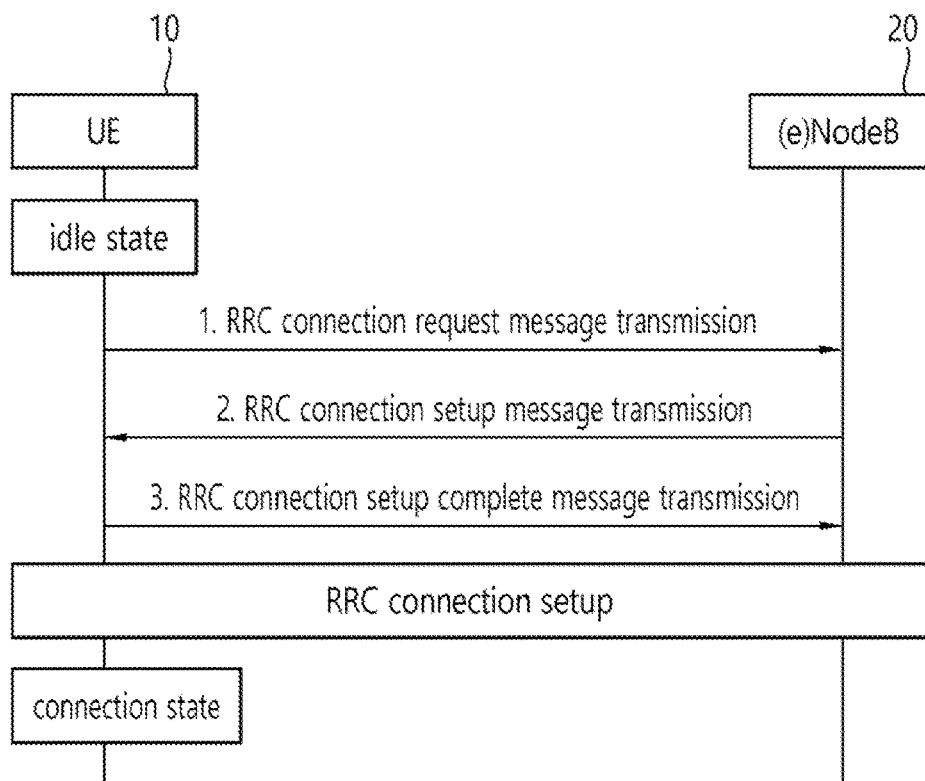 10
20
UE
(e)NodeB
idle state
1. RRC connection request message transmission
2. RRC connection setup message transmission
3. RRC connection setup complete message transmission
RRC connection setup
connection state